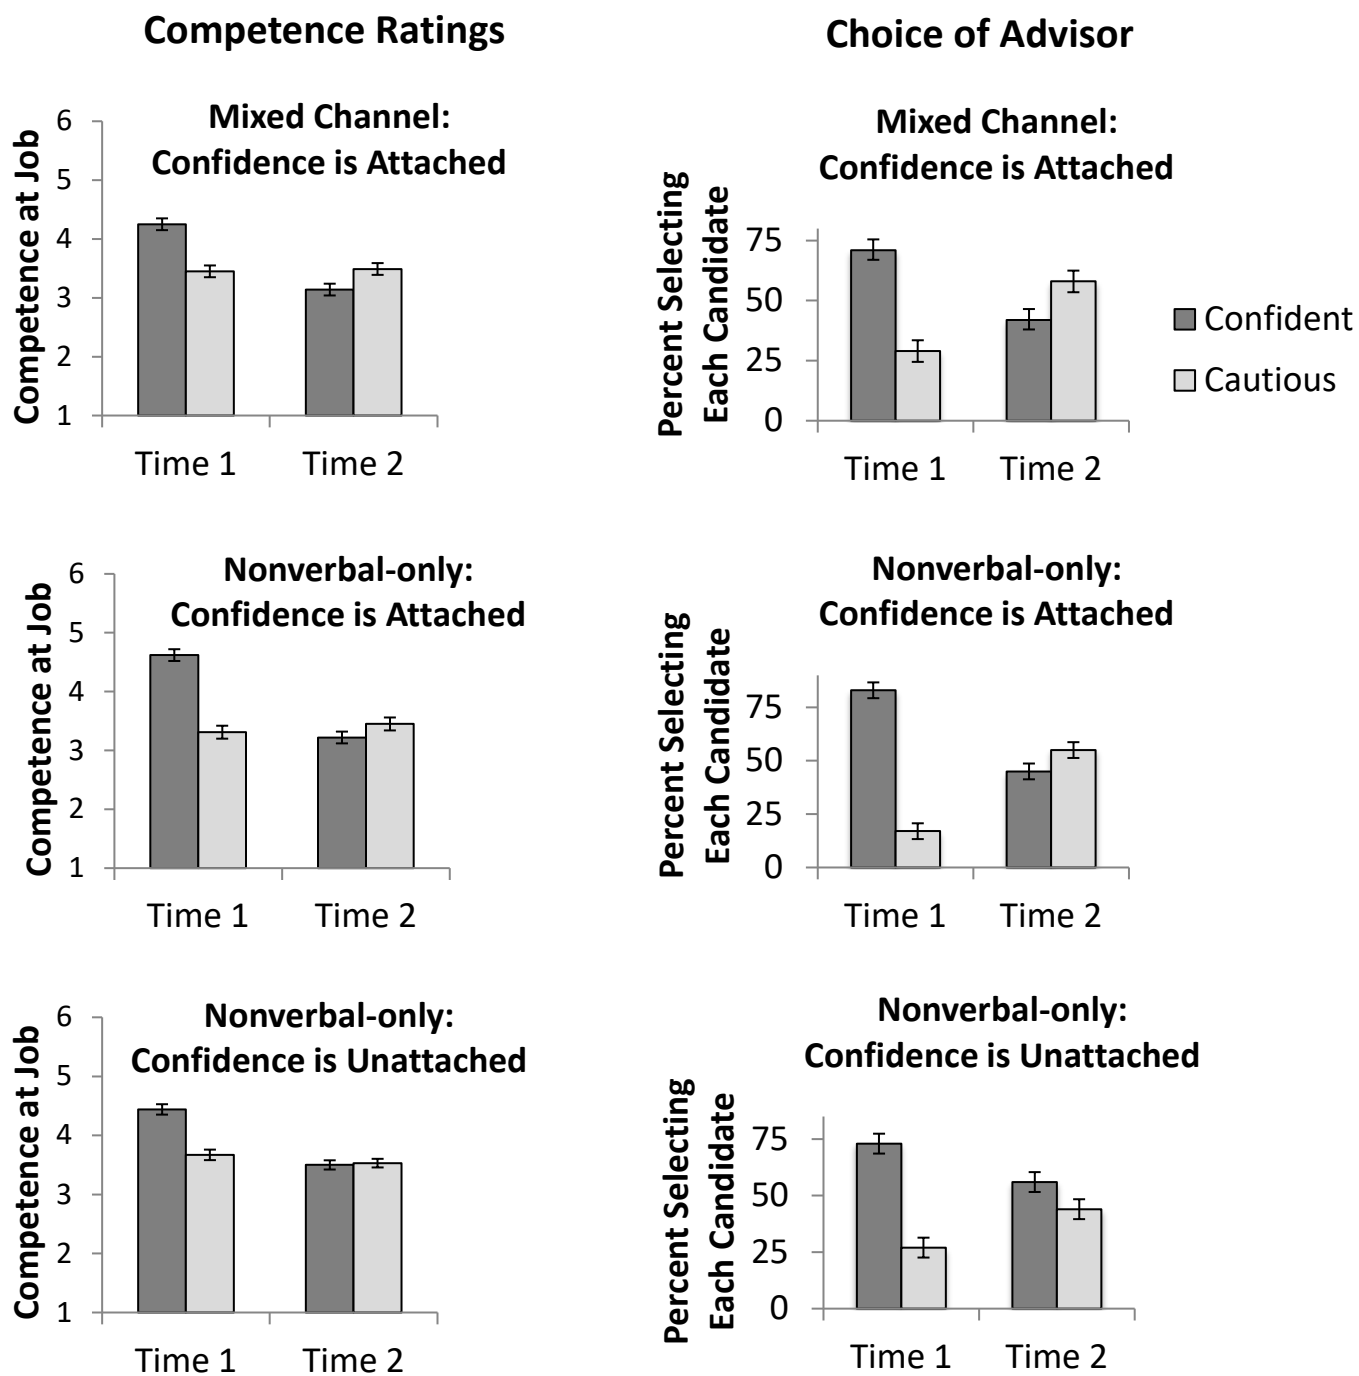 Competence Ratings
Choice of Advisor
Mixed Channel:
Confidence is Attached
Competence at Job
6
5
4
3
2
1
Time 1
Time 2
Mixed Channel:
Confidence is Attached
Percent Selecting
Each Candidate
75
50
25
0
Time 1
Time 2
Confident
Cautious
Nonverbal-only:
Confidence is Attached
Competence at Job
6
5
4
3
2
1
Time 1
Time 2
Nonverbal-only:
Confidence is Attached
Percent Selecting
Each Candidate
75
50
25
0
Time 1
Time 2
Nonverbal-only:
Confidence is Unattached
Competence at Job
6
5
4
3
2
1
Time 1
Time 2
Nonverbal-only:
Confidence is Unattached
Percent Selecting
Each Candidate
75
50
25
0
Time 1
Time 2